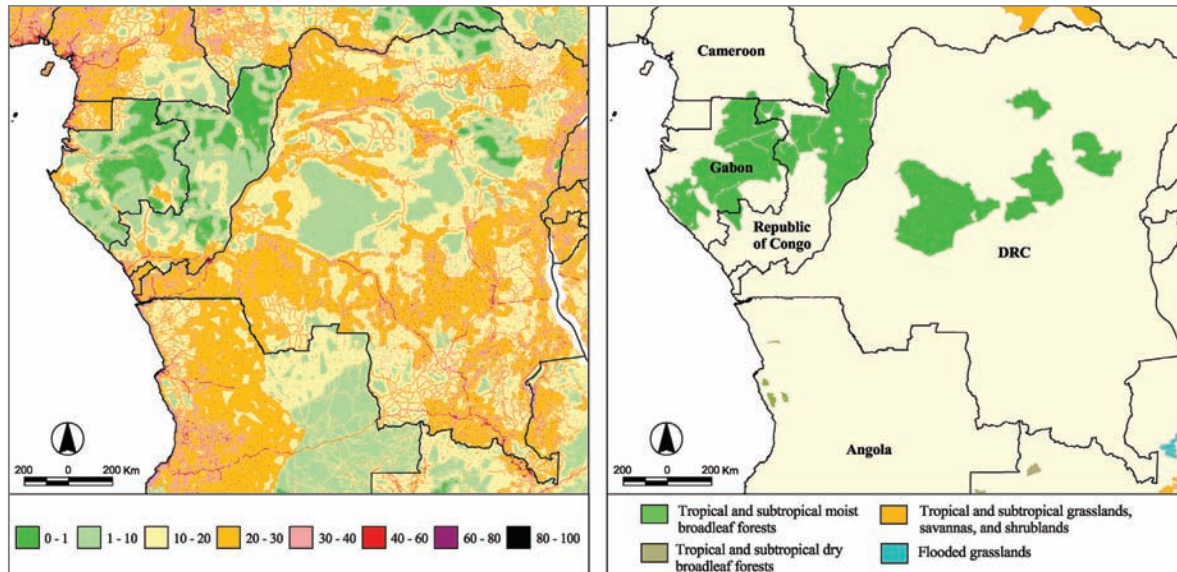 200 0 200 Km
0 - 1 1 - 10 10 - 20 20 - 30 30 - 40 40 - 60 60 - 80 80 - 100
Cameroon
Gabon
Republic
of Congo
DRC
Angola
200 0 200 Km
Tropical and subtropical moist
broadleaf forests
Tropical and subtropical dry
broadleaf forests
Tropical and subtropical grasslands,
savannas, and shrublands
Flooded grasslands